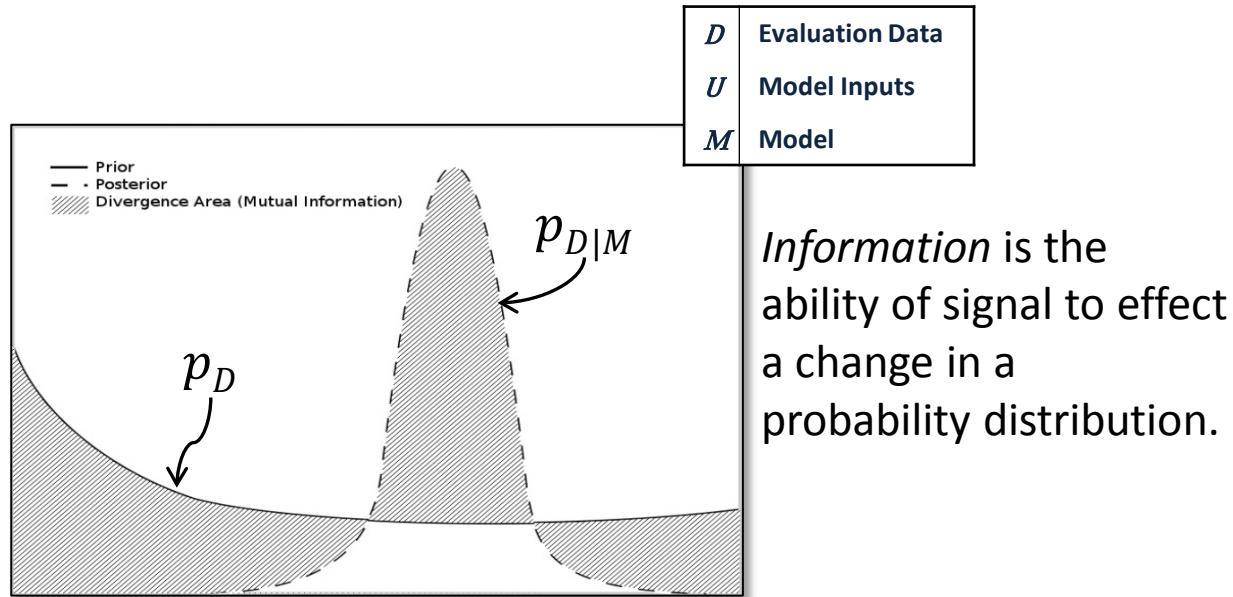 D Evaluation Data
U Model Inputs
M Model
Prior
Posterior
Divergence Area (Mutual Information)
p_{D|M}
p_D
Information is the
ability of signal to effect
a change in a
probability distribution.